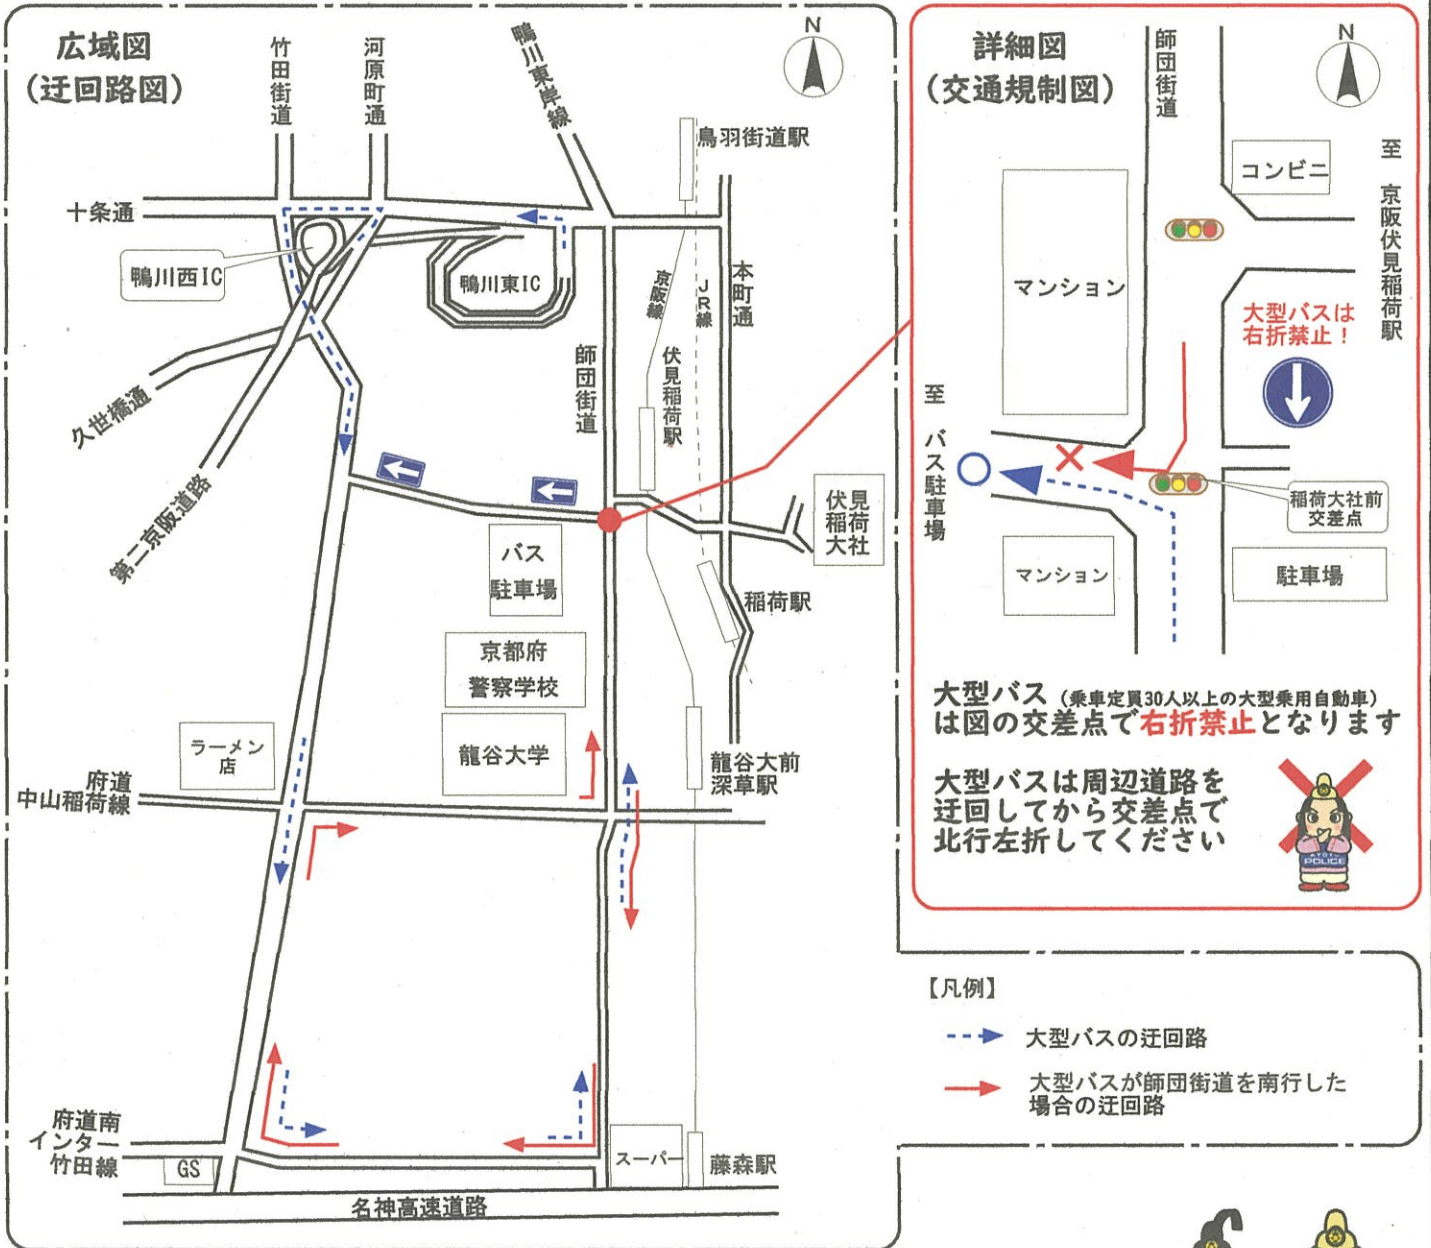 広域図
(迂回路図)
竹田街道
河原町通
鴨川東岸線
N
鳥羽街道駅
十条通
鴨川西IC
鴨川東IC
京阪線
JR線
本町通
師団街道
伏見稲荷駅
久世橋通
第二京阪道路
伏見
稲荷
大社
バス
駐車場
稲荷駅
京都府
警察学校
龍谷大学
ラーメン
店
府道
中山稲荷線
龍谷大前
深草駅
府道南
インター
竹田線
GS
スーパー
藤森駅
名神高速道路
詳細図
(交通規制図)
師団街道
N
コンビニ
至 京阪伏見稲荷駅
マンション
大型バスは
右折禁止!
至 バス駐車場
稲荷大社前
交差点
マンション
駐車場
大型バス(乗車定員30人以上の大型乗用自動車)
は図の交差点で右折禁止となります
大型バスは周辺道路を
迂回してから交差点で
北行左折してください
KYOTO
POLICE
【凡例】
大型バスの迂回路
大型バスが師団街道を南行した
場合の迂回路